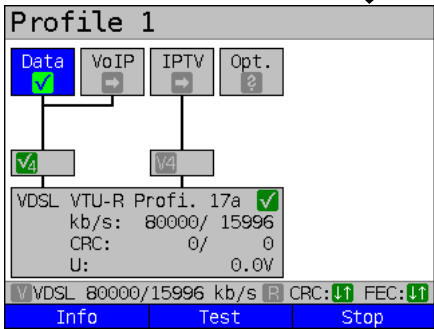 Profile 1
Data VoIP IPTV Opt.
?
V4 V4
VDSL VTU-R Profi. 17a
kb/s: 80000/ 15996
CRC: 0/ 0
U: 0.0V
V VDSL 80000/15996 kb/s R CRC: FEC:
Info Test Stop